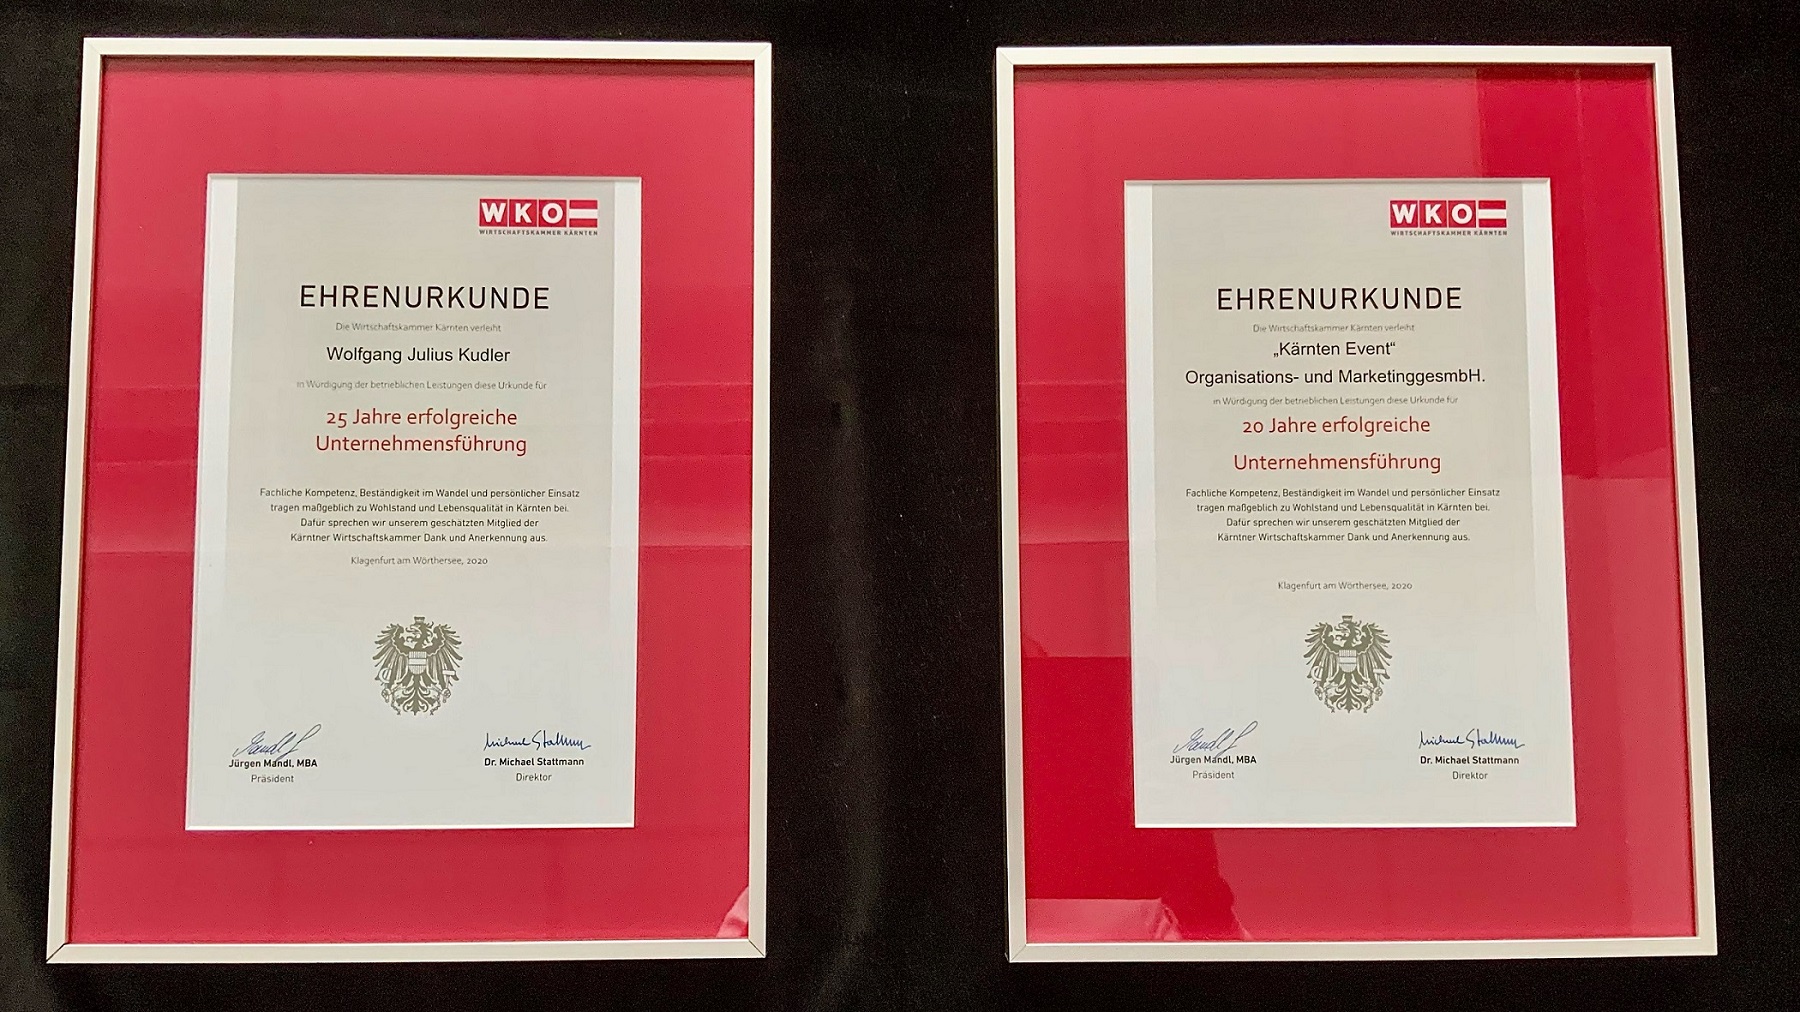 WKO
WIRTSCHAFTSKAMMER KÄRNTEN
EHRENURKUNDE
Die Wirtschaftskammer Kärnten verleiht
Wolfgang Julius Kudler
in Würdigung der betrieblichen Leistungen diese Urkunde für
25 Jahre erfolgreiche
Unternehmensführung
Fachliche Kompetenz, Beständigkeit im Wandel und persönlicher Einsatz
tragen maßgeblich zu Wohlstand und Lebensqualität in Kärnten bei.
Dafür sprechen wir unserem geschätzten Mitglied der
Kärntner Wirtschaftskammer Dank und Anerkennung aus.
Klagenfurt am Wörthersee, 2020
Jürgen Mandl, MBA
Präsident
Michael Stattmann
Dr. Michael Stattmann
Direktor
WKO
WIRTSCHAFTSKAMMER KÄRNTEN
EHRENURKUNDE
Die Wirtschaftskammer Kärnten verleiht
„Kärnten Event“
Organisations- und MarketinggesmbH.
in Würdigung der betrieblichen Leistungen diese Urkunde für
20 Jahre erfolgreiche
Unternehmensführung
Fachliche Kompetenz, Beständigkeit im Wandel und persönlicher Einsatz
tragen maßgeblich zu Wohlstand und Lebensqualität in Kärnten bei.
Dafür sprechen wir unserem geschätzten Mitglied der
Kärntner Wirtschaftskammer Dank und Anerkennung aus.
Klagenfurt am Wörthersee, 2020
Jürgen Mandl, MBA
Präsident
Michael Stattmann
Dr. Michael Stattmann
Direktor